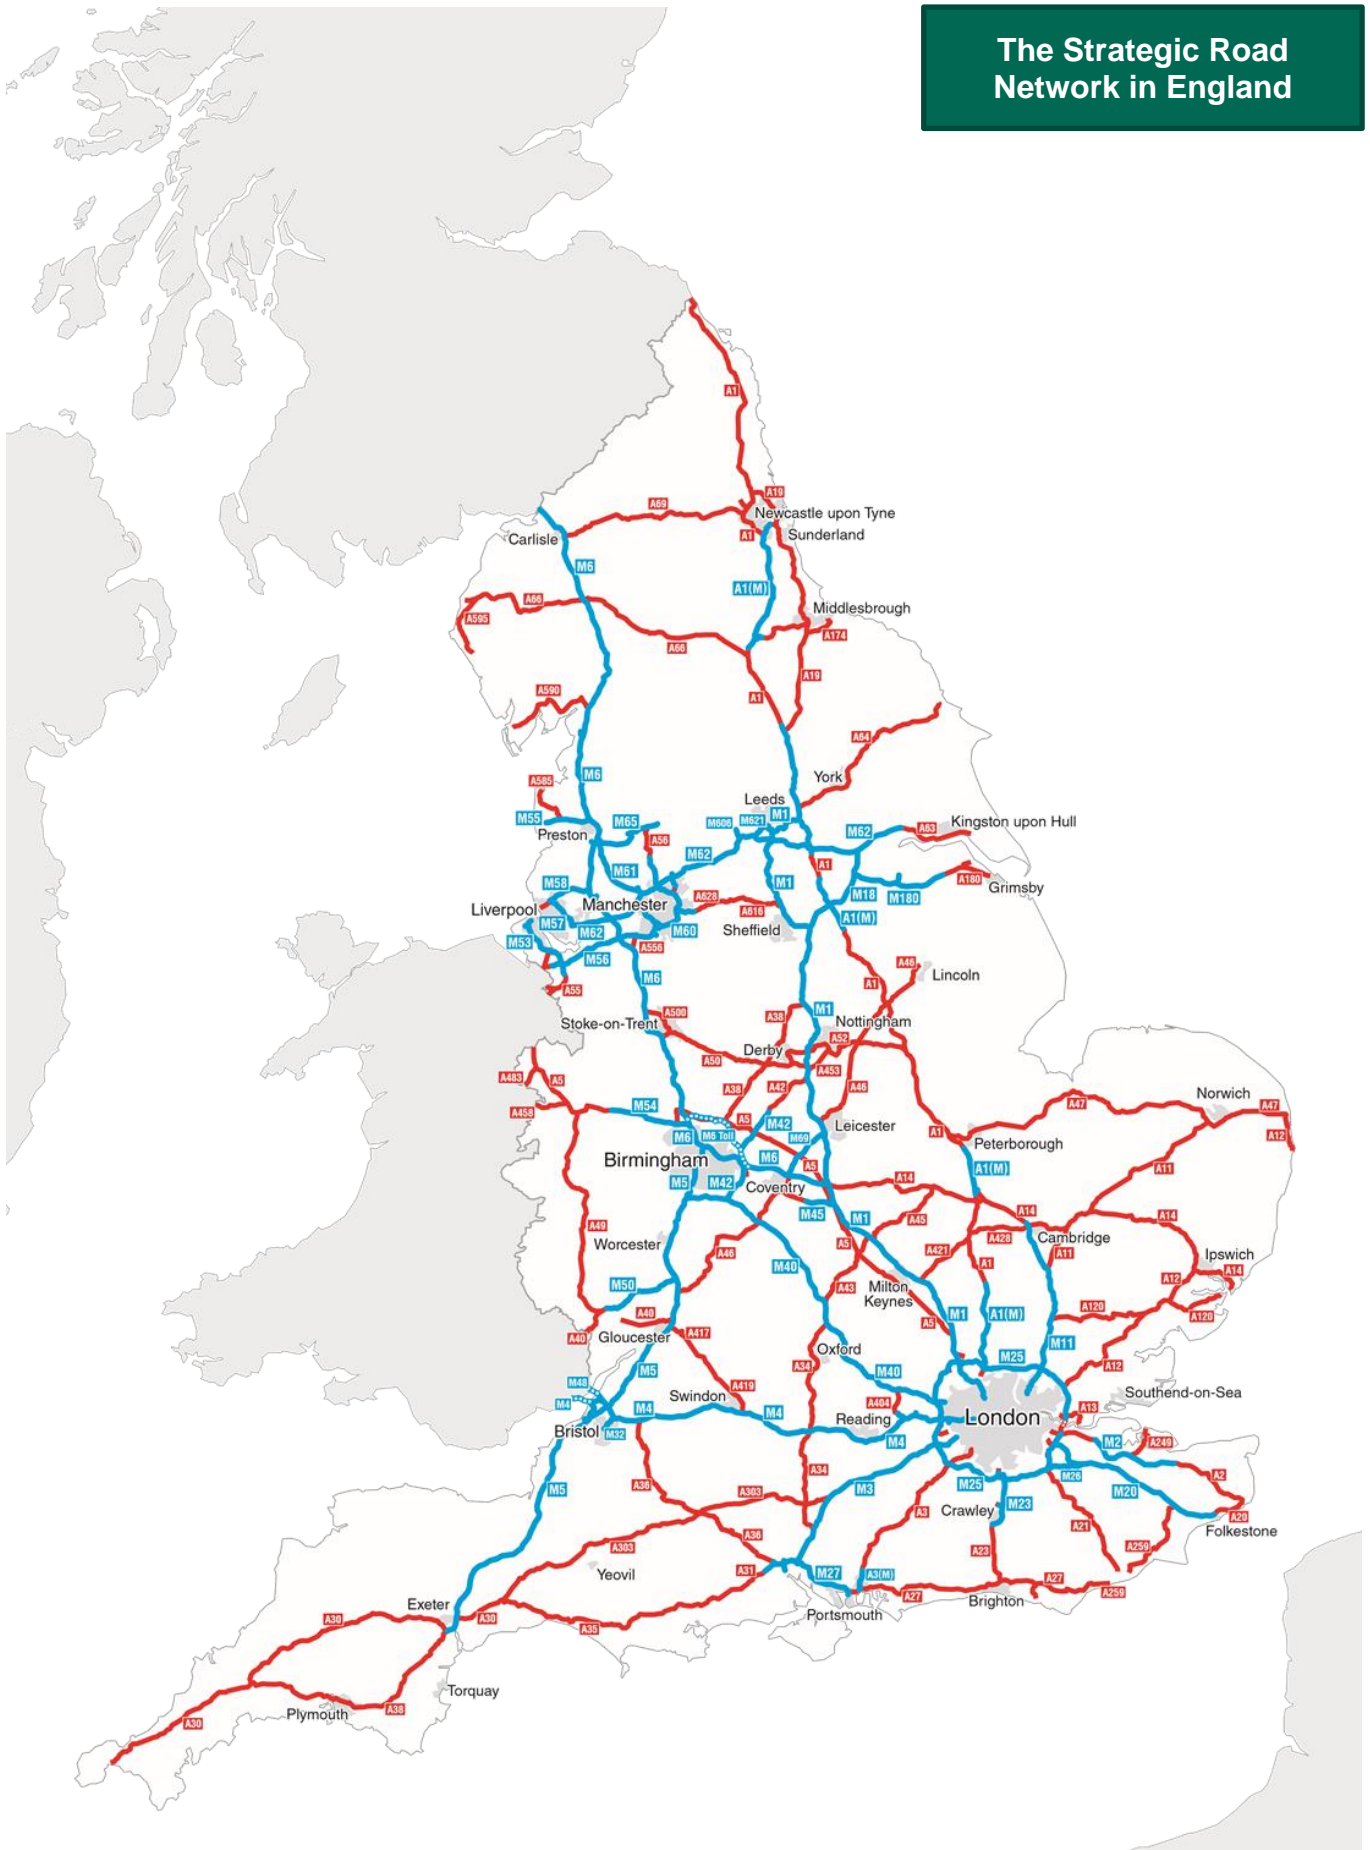 The Strategic Road
Network in England
A1
A19
A69
Newcastle upon Tyne
Carlisle
A1
Sunderland
M6
A1(M)
A66
A595
Middlesbrough
A174
A66
A19
A590
A1
A64
M6
York
A585
Leeds
M55
M65
M606
M621
M1
M62
A63
Kingston upon Hull
Preston
A56
M62
A1
M61
M58
M1
M18
M180
A180
Grimsby
A628
Liverpool
Manchester
A616
A1(M)
M57
M62
M60
Sheffield
M53
A556
M56
A46
Lincoln
M6
A55
A1
A500
A38
M1
Stoke-on-Trent
Nottingham
A52
Derby
A50
A453
A483
A5
A38
A42
A46
Norwich
A458
M54
A47
A47
A5
M42
Leicester
A1
A12
M6
M6 Toll
M69
Peterborough
Birmingham
M6
A5
A1(M)
A11
M5
M42
Coventry
A14
M45
M1
A45
A14
A14
A49
A428
Cambridge
Worcester
A46
A5
A421
A11
Ipswich
M40
A1
A14
M50
A43
Milton
Keynes
A12
A40
M1
A1(M)
A120
A120
A40
Gloucester
A417
A5
M11
Oxford
M25
M5
A34
M40
A12
M48
A419
M4
Swindon
A404
Southend-on-Sea
M4
M4
A13
Reading
London
Bristol
M32
M4
M2
A249
A34
M26
A2
M5
A36
A303
M3
M25
M20
A3
Crawley
M23
A20
A21
Folkestone
A36
A303
A23
A259
Yeovil
A31
M27
A3(M)
A27
A27
A259
Exeter
Portsmouth
Brighton
A30
A30
A35
Torquay
Plymouth
A38
A30